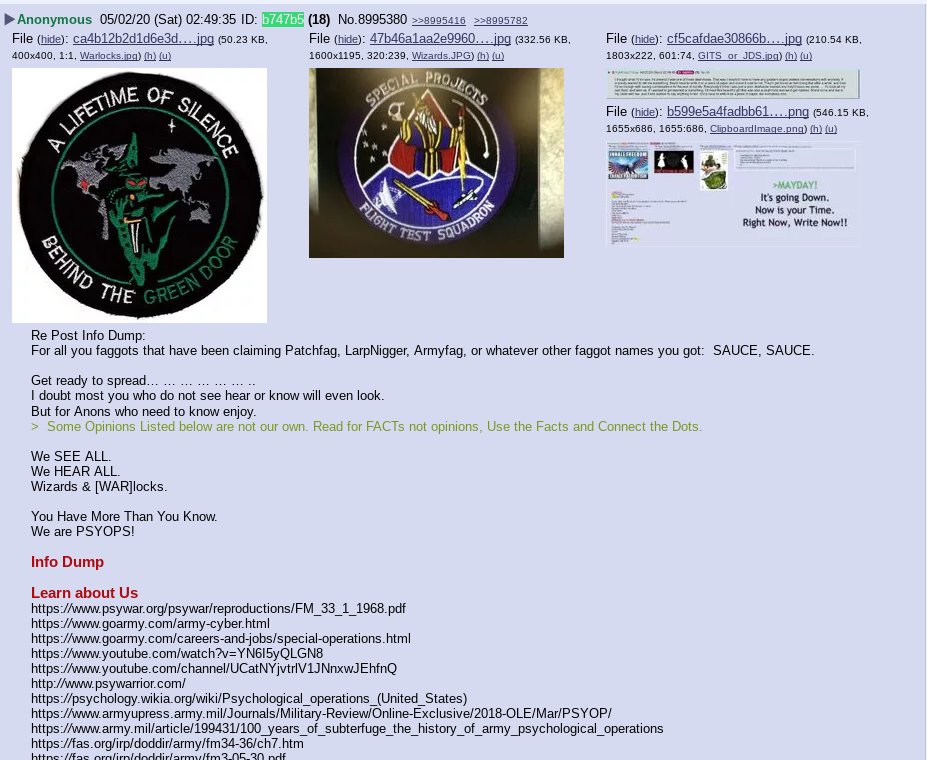 Anonymous 05/02/20 (Sat) 02:49:35 ID: b747b5 (18) No.8995380 >>8995416 >>8995782
File (hide): ca4b12b2d1d6e3d….jpg (50.23 KB, 400x400, 1:1, Warlocks.jpg) (h) (u)
A LIFETIME OF SILENCE
BEHIND THE GREEN DOOR
File (hide): 47b46a1aa2e9960….jpg (332.56 KB, 1600x1195, 320:239, Wizards.JPG) (h) (u)
SPECIAL PROJECTS
FLIGHT TEST SQUADRON
File (hide): cf5cafdae30866b….jpg (210.54 KB, 1803x222, 601:74, GITS_or_JDS.jpg) (h) (u)
File (hide): b599e5a4fadbb61….png (546.15 KB, 1655x686, 1655:686, ClipboardImage.png) (h) (u)
>MAYDAY!
It's going Down.
Now is your Time.
Right Now, Write Now!!
Re Post Info Dump:
For all you faggots that have been claiming Patchfag, LarpNigger, Armyfag, or whatever other faggot names you got: SAUCE, SAUCE.
Get ready to spread… … … … … … ..
I doubt most you who do not see hear or know will even look.
But for Anons who need to know enjoy.
> Some Opinions Listed below are not our own. Read for FACTs not opinions, Use the Facts and Connect the Dots.
We SEE ALL.
We HEAR ALL.
Wizards & [WAR]locks.
You Have More Than You Know.
We are PSYOPS!
Info Dump
Learn about Us
https://www.psywar.org/psywar/reproductions/FM_33_1_1968.pdf
https://www.goarmy.com/army-cyber.html
https://www.goarmy.com/careers-and-jobs/special-operations.html
https://www.youtube.com/watch?v=YN6I5yQLGN8
https://www.youtube.com/channel/UCatNYjvtrlV1JNnxwJEhfnQ
http://www.psywarrior.com/
https://psychology.wikia.org/wiki/Psychological_operations_(United_States)
https://www.armyupress.army.mil/Journals/Military-Review/Online-Exclusive/2018-OLE/Mar/PSYOP/
https://www.army.mil/article/199431/100_years_of_subterfuge_the_history_of_army_psychological_operations
https://fas.org/irp/doddir/army/fm34-36/ch7.htm
https://fas.org/irp/doddir/army/fm3-05-30.pdf